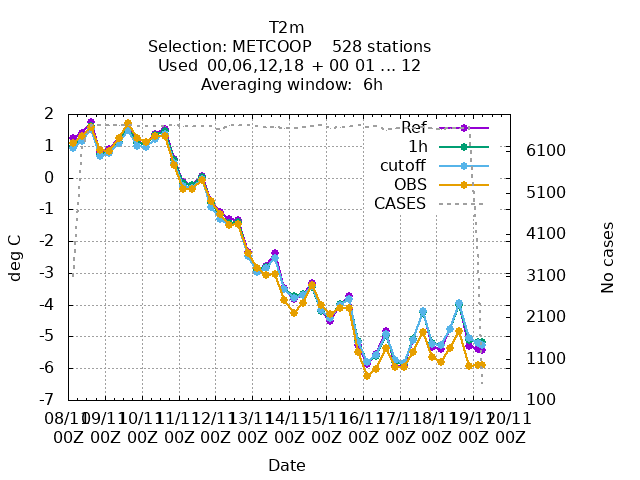 T2m
Selection: METCOOP 528 stations
Used 00,06,12,18 + 00 01 ... 12
Averaging window: 6h
2
1
0
-1
-2
-3
-4
-5
-6
-7
deg C
Ref
1h
cutoff
OBS
CASES
6100
5100
4100
3100
2100
1100
100
No cases
08/11 09/11 10/11 11/11 12/11 13/11 14/11 15/11 16/11 17/11 18/11 19/11 20/11
00Z 00Z 00Z 00Z 00Z 00Z 00Z 00Z 00Z 00Z 00Z 00Z 00Z
Date